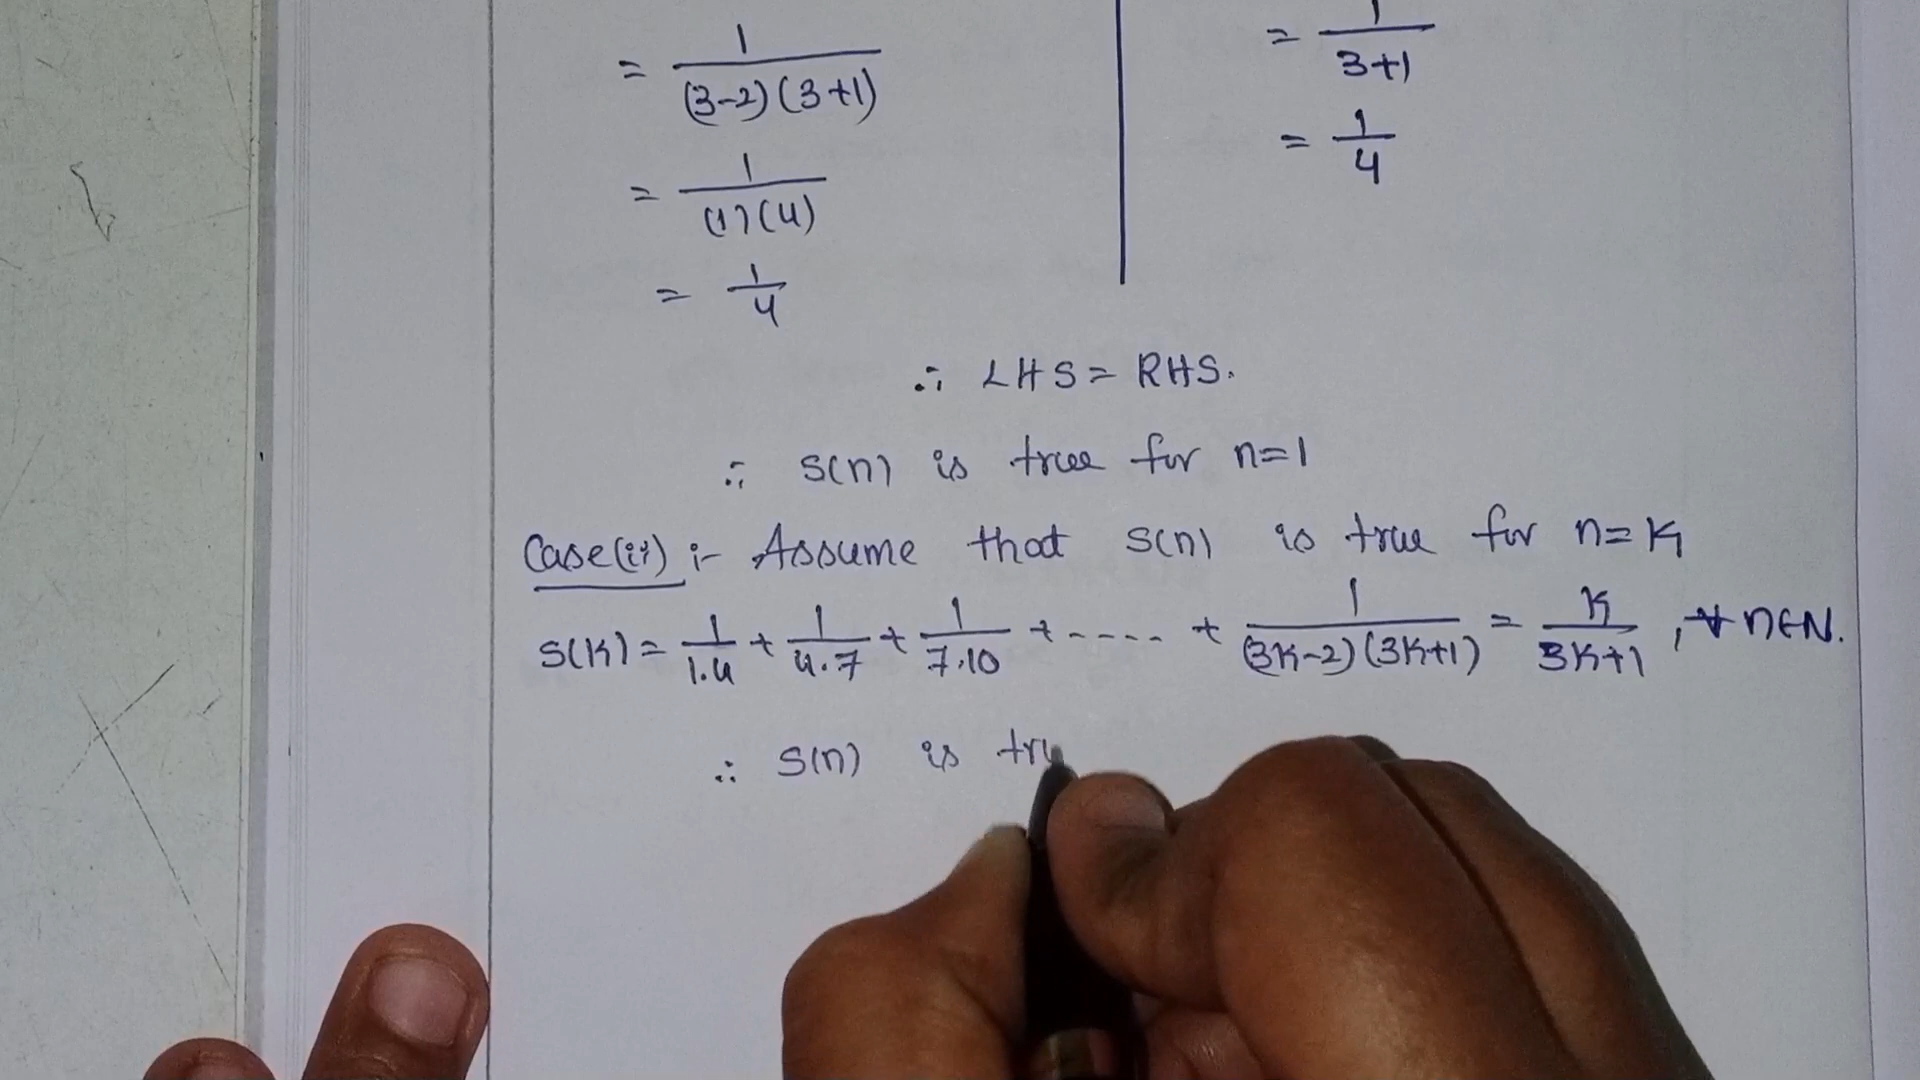 = 1/((3-2)(3+1))
= 1/((1)(4))
= 1/4
= 1/(3+1)
= 1/4
∴ LHS = RHS.
∴ S(n) is true for n=1
Case(ii) :- Assume that S(n) is true for n=K
S(K) = 1/1.4 + 1/4.7 + 1/7.10 + ..... + 1/((3K-2)(3K+1)) = K/(3K+1), ∀ n∈N.
∴ S(n) is tru